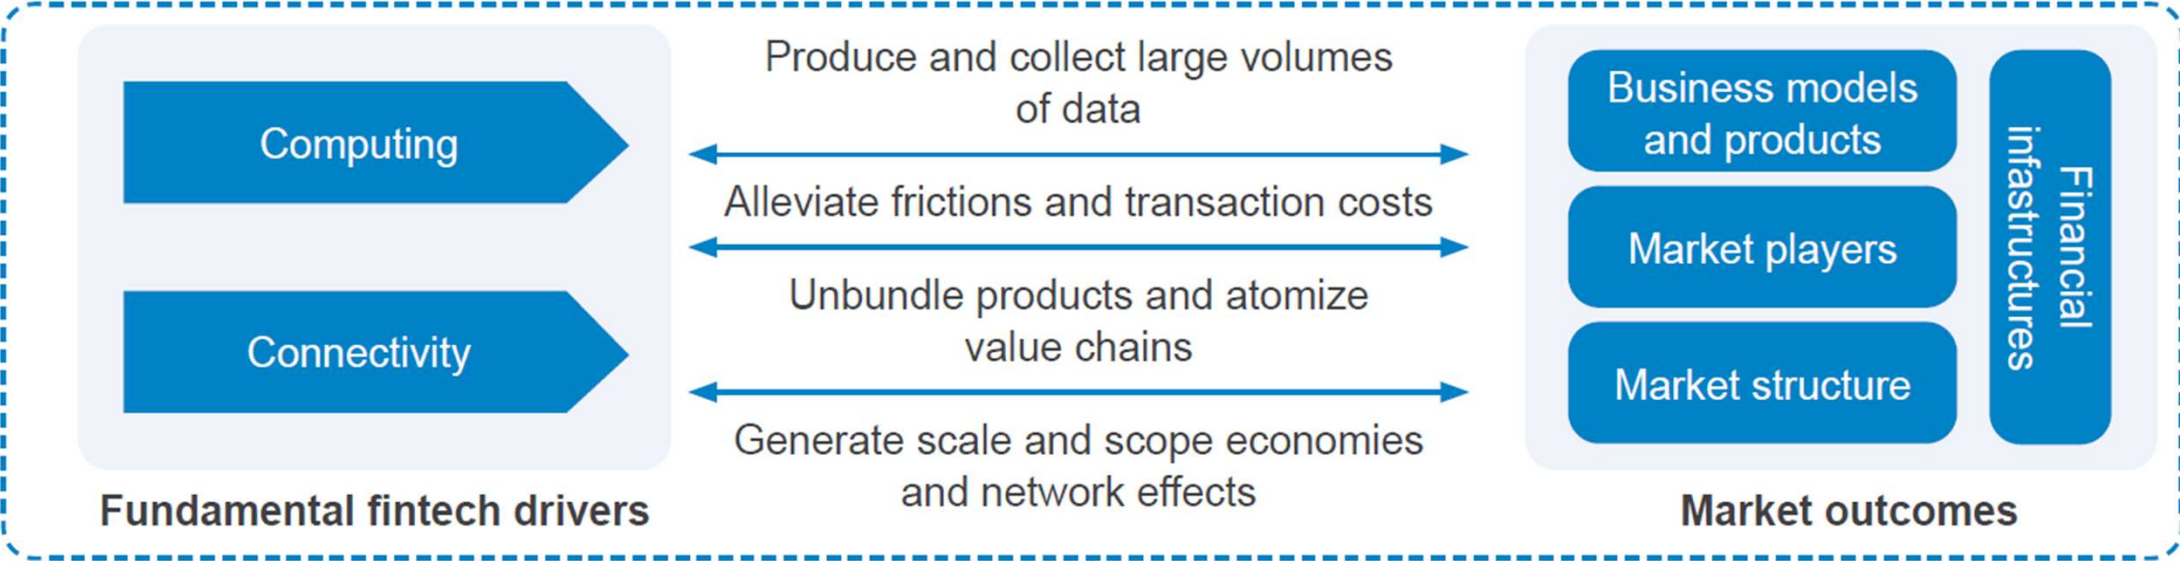 Computing
Connectivity
Fundamental fintech drivers
Produce and collect large volumes
of data
Alleviate frictions and transaction costs
Unbundle products and atomize
value chains
Generate scale and scope economies
and network effects
Business models
and products
Market players
Market structure
Financial
infastructures
Market outcomes